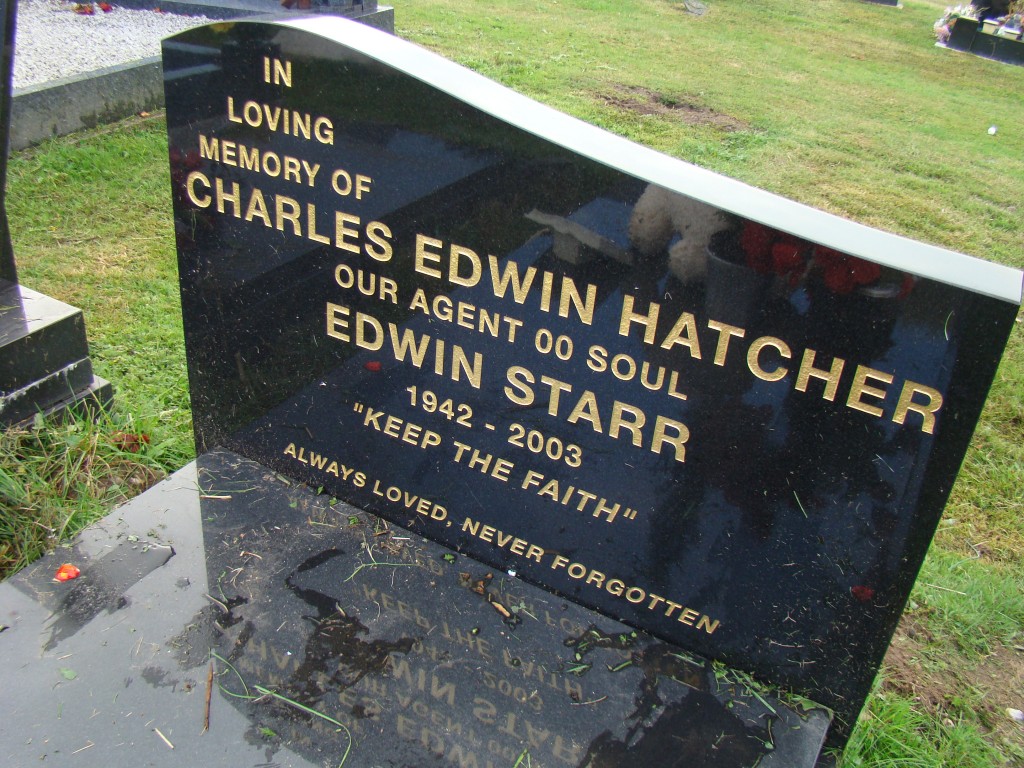 IN
LOVING
MEMORY OF
CHARLES EDWIN HATCHER
OUR AGENT 00 SOUL
EDWIN STARR
1942 - 2003
"KEEP THE FAITH"
ALWAYS LOVED, NEVER FORGOTTEN